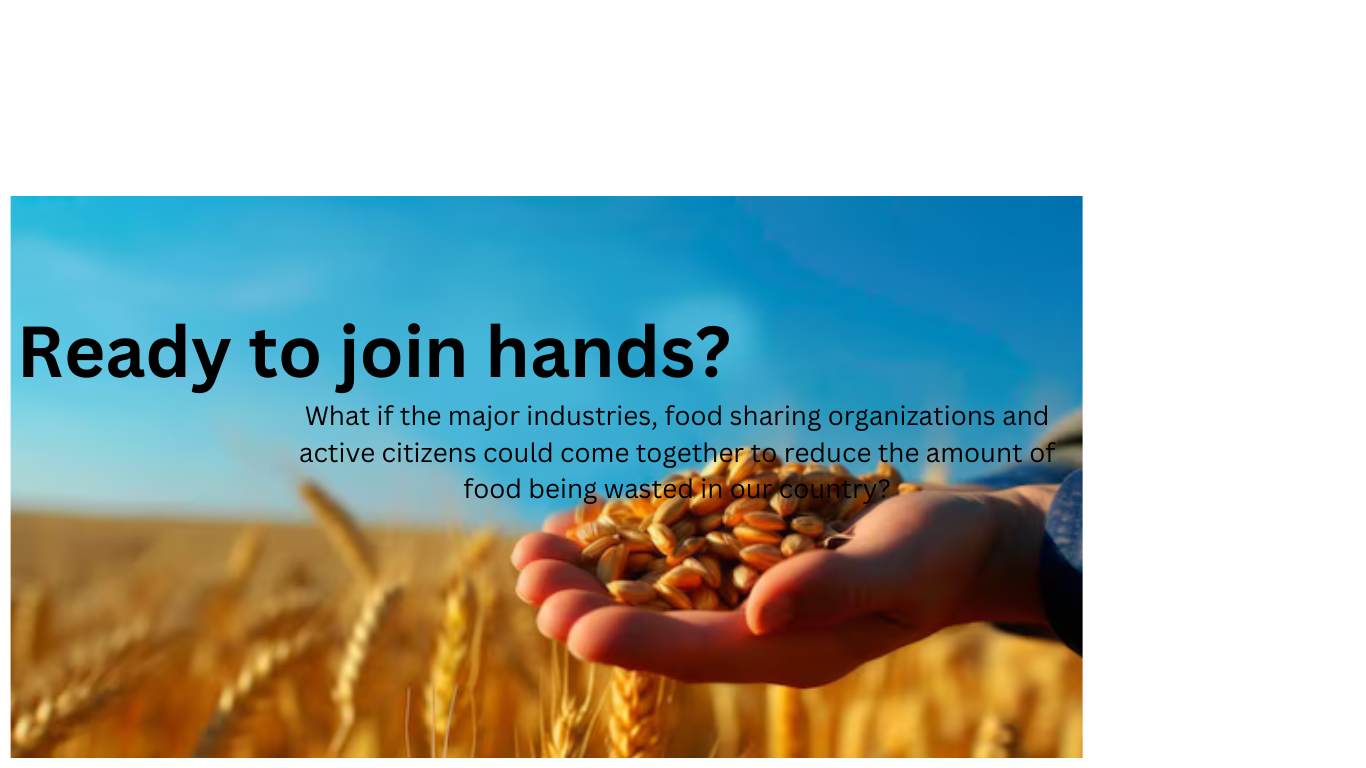 Ready to join hands?
What if the major industries, food sharing organizations and
active citizens could come together to reduce the amount of
food being wasted in our country?